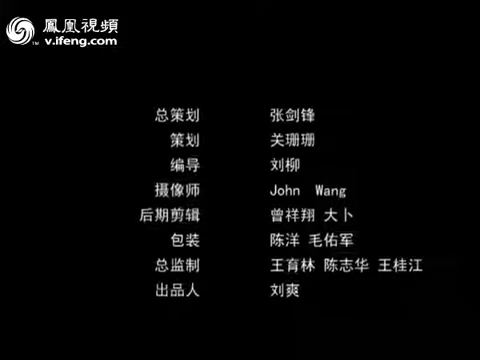 鳳凰視頻
v.ifeng.com
总策划 张剑锋
策划 关珊珊
编导 刘柳
摄像师 John Wang
后期剪辑 曾祥翔 大卜
包装 陈洋 毛佑军
总监制 王育林 陈志华 王桂江
出品人 刘爽